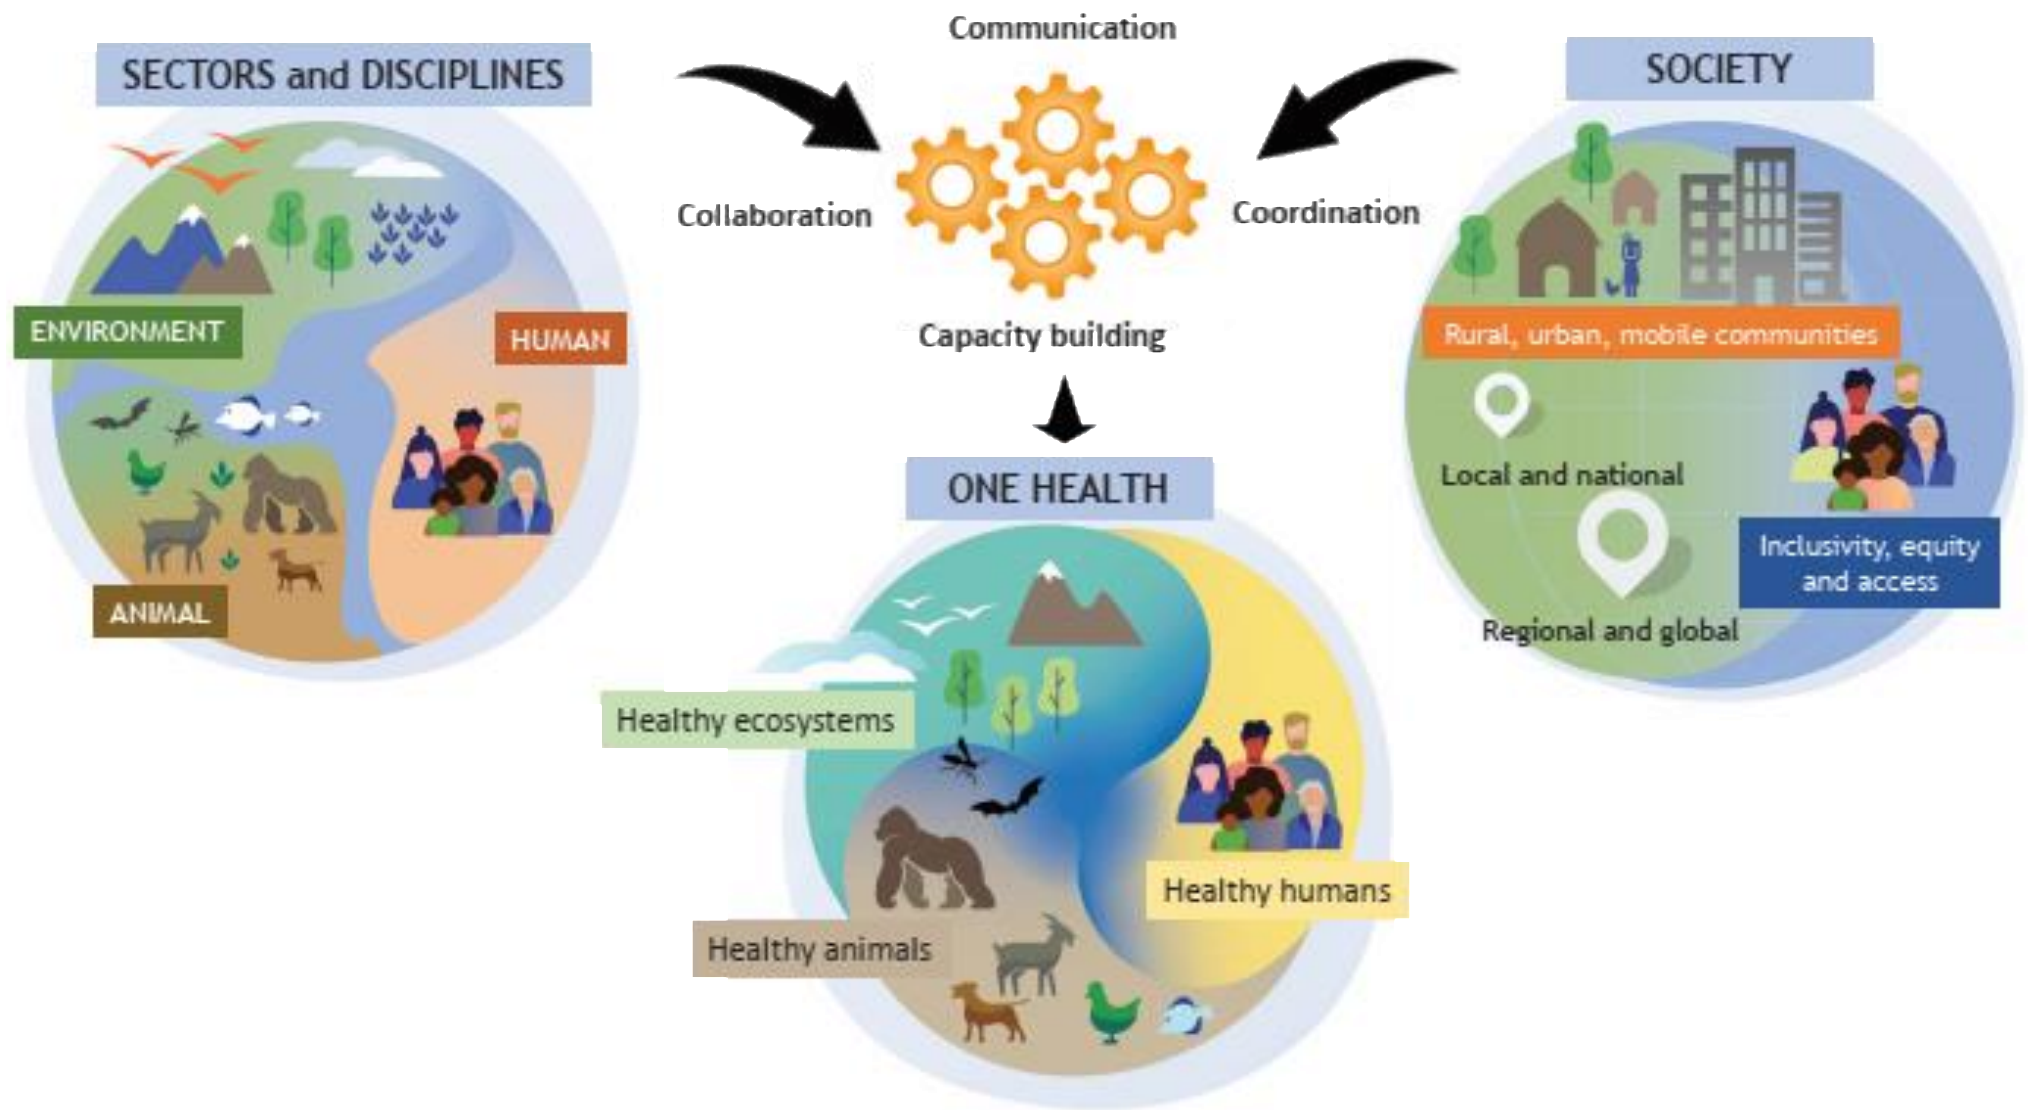 Communication
SECTORS and DISCIPLINES
SOCIETY
Collaboration
Coordination
Capacity building
ENVIRONMENT
HUMAN
ANIMAL
Rural, urban, mobile communities
Local and national
Inclusivity, equity
and access
Regional and global
ONE HEALTH
Healthy ecosystems
Healthy humans
Healthy animals